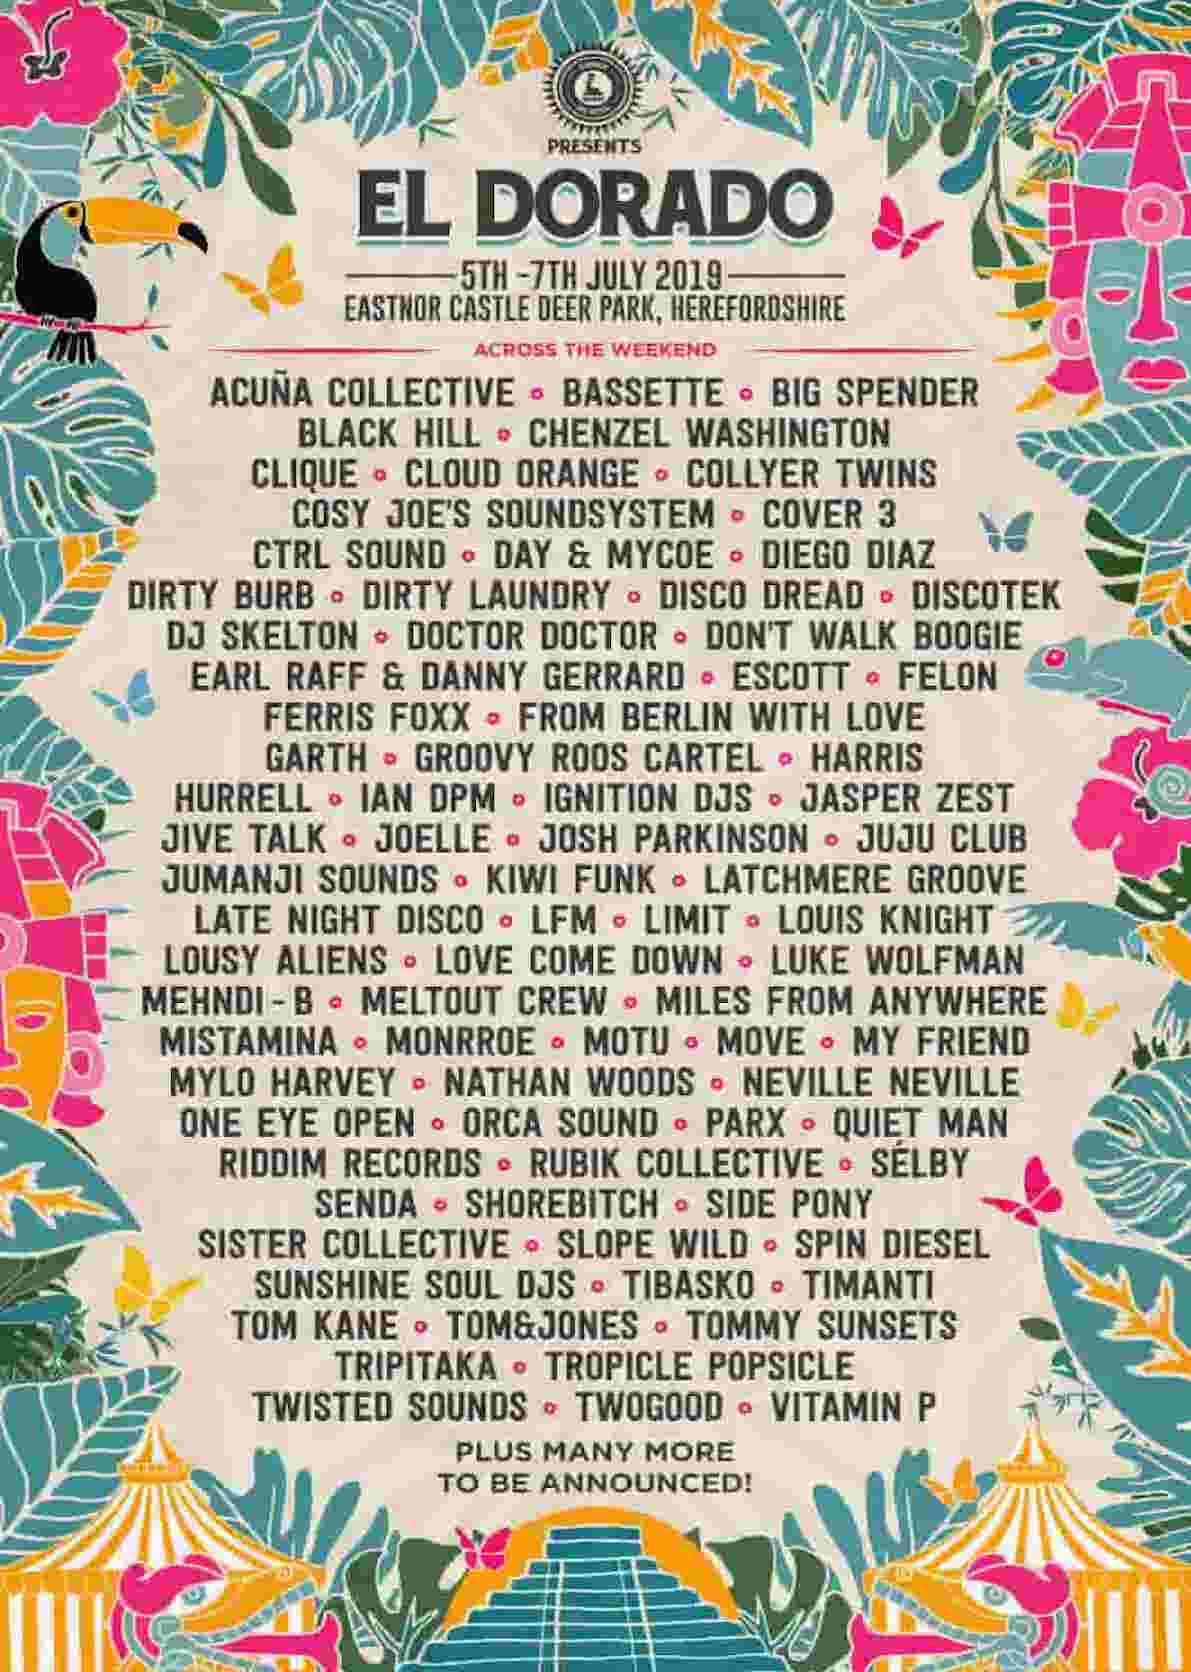 PRESENTS
EL DORADO
5TH -7TH JULY 2019
EASTNOR CASTLE DEER PARK, HEREFORDSHIRE
ACROSS THE WEEKEND
ACUÑA COLLECTIVE • BASSETTE • BIG SPENDER
BLACK HILL • CHENZEL WASHINGTON
CLIQUE • CLOUD ORANGE • COLLYER TWINS
COSY JOE'S SOUNDSYSTEM • COVER 3
CTRL SOUND • DAY & MYCOE • DIEGO DIAZ
DIRTY BURB • DIRTY LAUNDRY • DISCO DREAD • DISCOTEK
DJ SKELTON • DOCTOR DOCTOR • DON'T WALK BOOGIE
EARL RAFF & DANNY GERRARD • ESCOTT • FELON
FERRIS FOXX • FROM BERLIN WITH LOVE
GARTH • GROOVY ROOS CARTEL • HARRIS
HURRELL • IAN DPM • IGNITION DJS • JASPER ZEST
JIVE TALK • JOELLE • JOSH PARKINSON • JUJU CLUB
JUMANJI SOUNDS • KIWI FUNK • LATCHMERE GROOVE
LATE NIGHT DISCO • LFM • LIMIT • LOUIS KNIGHT
LOUSY ALIENS • LOVE COME DOWN • LUKE WOLFMAN
MEHNDI-B • MELTOUT CREW • MILES FROM ANYWHERE
MISTAMINA • MONRROE • MOTU • MOVE • MY FRIEND
MYLO HARVEY • NATHAN WOODS • NEVILLE NEVILLE
ONE EYE OPEN • ORCA SOUND • PARX • QUIET MAN
RIDDIM RECORDS • RUBIK COLLECTIVE • SÉLBY
SENDA • SHOREBITCH • SIDE PONY
SISTER COLLECTIVE • SLOPE WILD • SPIN DIESEL
SUNSHINE SOUL DJS • TIBASKO • TIMANTI
TOM KANE • TOM&JONES • TOMMY SUNSETS
TRIPITAKA • TROPICLE POPSICLE
TWISTED SOUNDS • TWOGOOD • VITAMIN P
PLUS MANY MORE
TO BE ANNOUNCED!